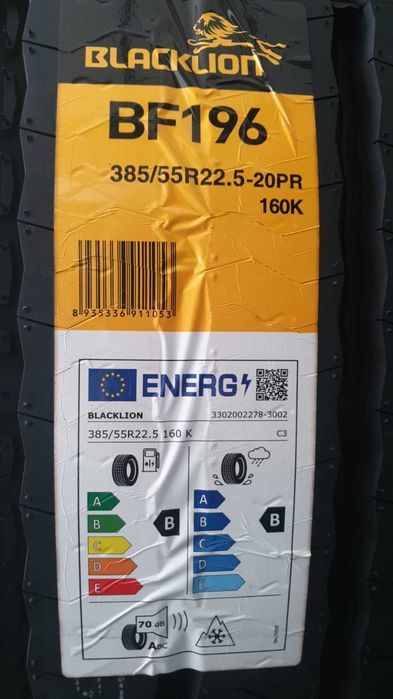 BLACKLION
BF196
385/55R22.5-20PR
160K
8 935336 911053
ENERG
BLACKLION 3302002278-3002
385/55R22.5 160 K C3
A A
B B B B
C C
D D
E E
70 dB
ABC